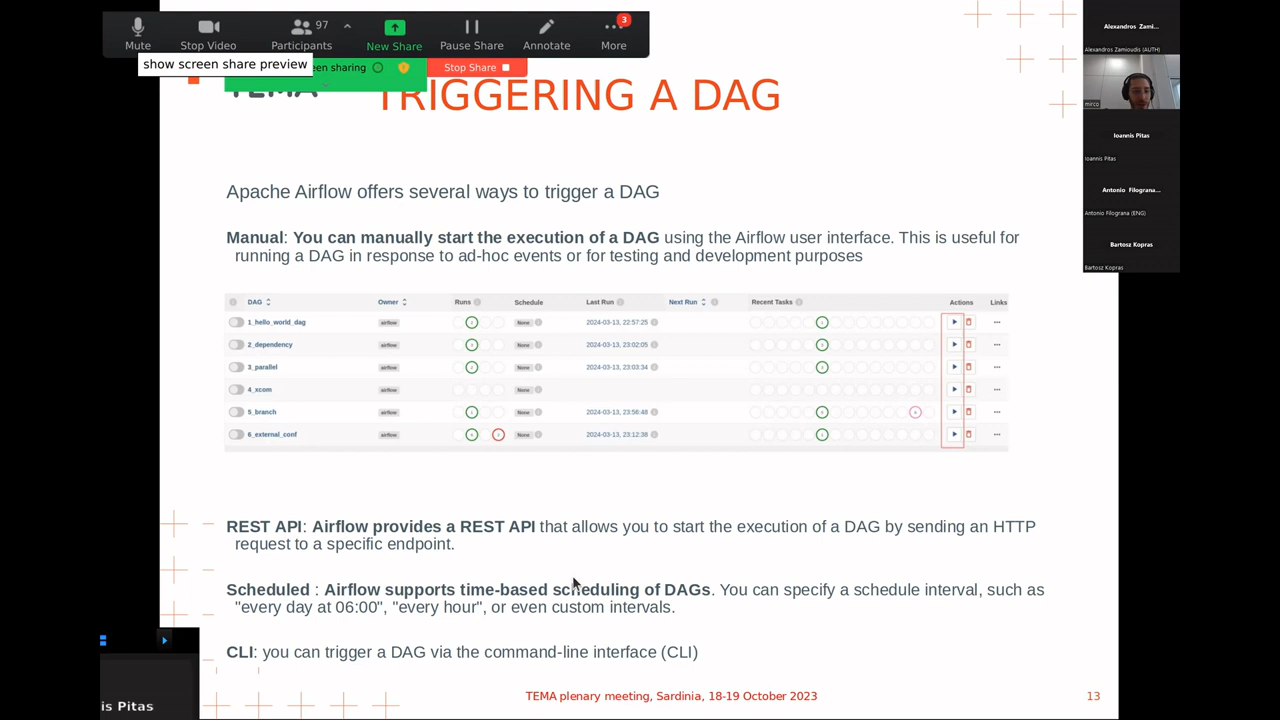 97
3
Mute
Stop Video
Participants
New Share
Pause Share
Annotate
More
show screen share preview
een sharing
Stop Share
TEMA
TRIGGERING A DAG
Apache Airflow offers several ways to trigger a DAG
Manual: You can manually start the execution of a DAG using the Airflow user interface. This is useful for
running a DAG in response to ad-hoc events or for testing and development purposes
DAG Owner Runs Schedule Last Run Next Run Recent Tasks Actions Links
1_hello_world_dag airflow None 2024-03-13, 22:57:25
2_dependency airflow None 2024-03-13, 23:02:05
3_parallel airflow None 2024-03-13, 23:03:34
4_xcom airflow None
5_branch airflow None 2024-03-13, 23:56:48
6_external_conf airflow None 2024-03-13, 23:12:38
REST API: Airflow provides a REST API that allows you to start the execution of a DAG by sending an HTTP
request to a specific endpoint.
Scheduled : Airflow supports time-based scheduling of DAGs. You can specify a schedule interval, such as
"every day at 06:00", "every hour", or even custom intervals.
CLI: you can trigger a DAG via the command-line interface (CLI)
TEMA plenary meeting, Sardinia, 18-19 October 2023
13
is Pitas
Alexandros Zami...
Alexandros Zamioudis (AUTH)
mirco
Ioannis Pitas
Ioannis Pitas
Antonio Filograna...
Antonio Filograna (ENG)
Bartosz Kopras
Bartosz Kopras